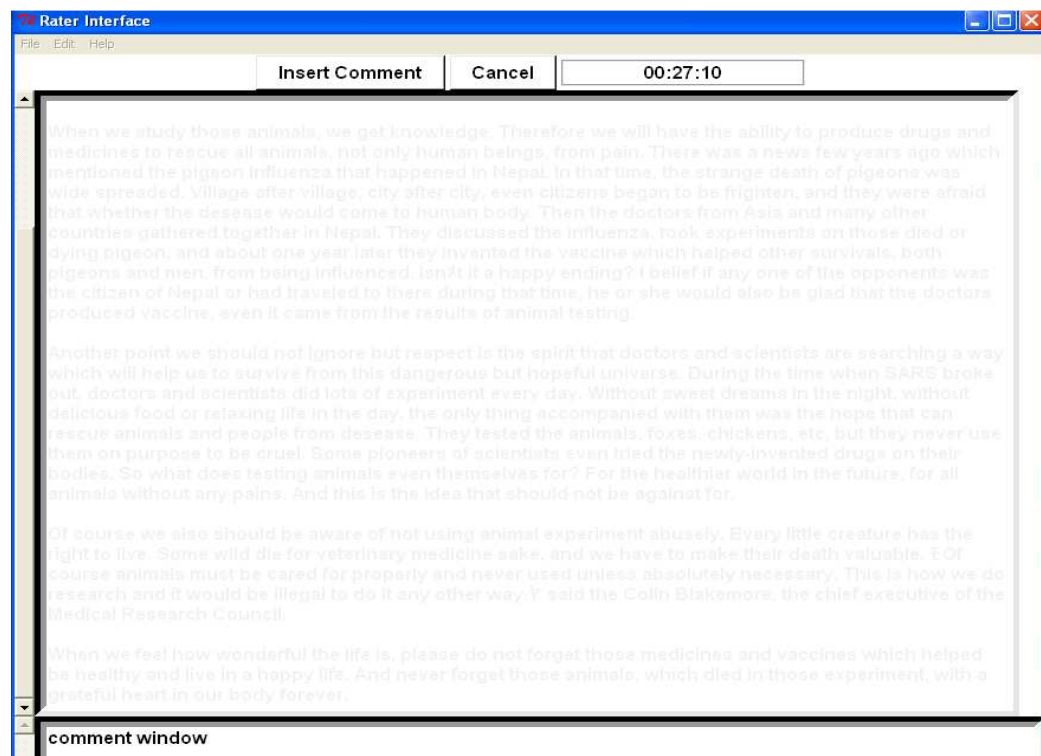 Rater Interface
File Edit Help
Insert Comment Cancel 00:27:10
When we study those animals, we get knowledge. Therefore we will have the ability to produce drugs and
medicines to rescue all animals, not only human beings, from pain. There was a news few years ago which
mentioned the pigeon influenza that happened in Nepal. In that time, the strange death of pigeons was
wide spreaded. Village after village, city after city, even citizens began to be frighten, and they were afraid
that whether the desease would come to human body. Then the doctors from Asia and many other
countries gathered together in Nepal. They discussed the influenza, rook experiments on those died or
dying pigeon, and about one year later they invented the vaccine which helped other survivals, both
pigeons and men, from being influenced. it a happy ending? I belief if any one of the opponents was
the citizen of Nepal or had traveled to there during that time, he or she would also be glad that the doctors
produced vaccine, even it came from the results of animal testing.
Another point we should not ignore but respect is the spirit that doctors and scientists are searching a way
which will help us to survive from this dangerous but hopeful universe. During the time when SARS broke
out, doctors and scientists did lots of experiment every day. Without sweet dreams in the night, without
delicious food or relaxing life in the day, the only thing accompanied with them was the hope that can
rescue animals and people from desease. They tested the animals, foxes, chickens, etc, but they never use
them on purpose to be cruel. Some pioneers of scientists even tried the newly-invented drugs on their
bodies. So what does testing animals even themselves for? For the healthier world in the future, for all
animals without any pains. And this is the idea that should not be against for.
Of course we also should be aware of not using animal experiment abusely. Every little creature has the
right to live. Some wild die for veterinary medicine sake, and we have to make their death valuable.
course animals must be cared for properly and never used unless absolutely necessary. This is how we do
research and it would be illegal to do it any other said the Colin Blakemore, the chief executive of the
Medical Research Council.
When we feel how wonderful the life is, please do not forget those medicines and vaccines which helped
be healthy and live in a happy life. And never forget those animals, which died in those experiment, with a
grateful heart in our body forever.
comment window